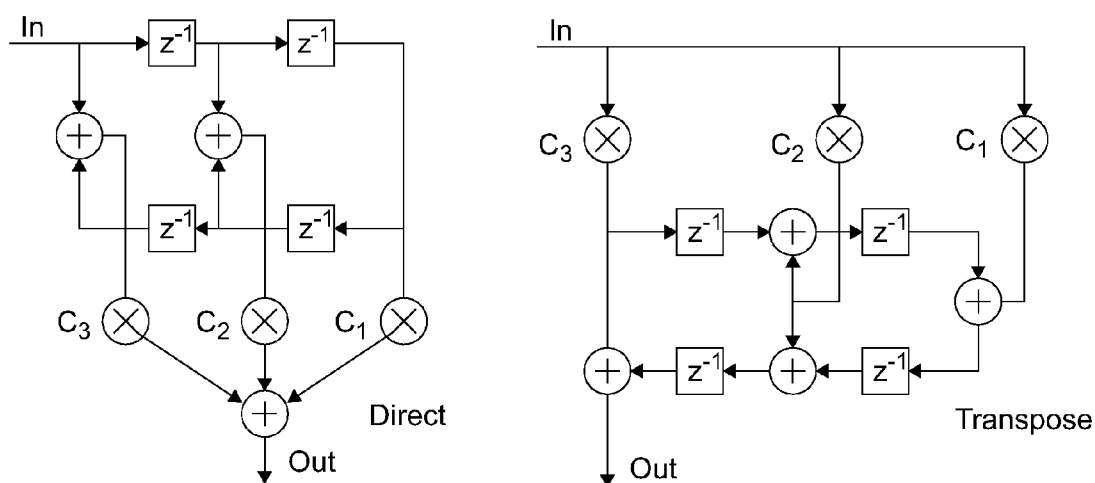 In
z⁻¹
z⁻¹
+
+
z⁻¹
z⁻¹
C₃
×
C₂
×
C₁
×
+
Direct
Out
In
C₃
×
C₂
×
C₁
×
z⁻¹
+
z⁻¹
+
+
z⁻¹
+
z⁻¹
Transpose
Out